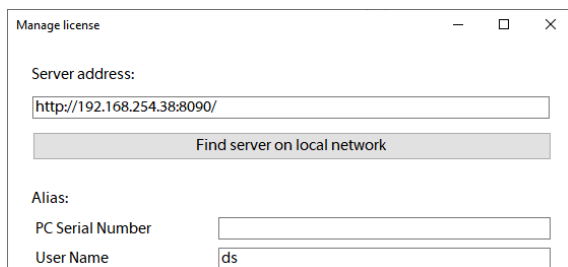 Manage license
Server address:
http://192.168.254.38:8090/
Find server on local network
Alias:
PC Serial Number
User Name ds